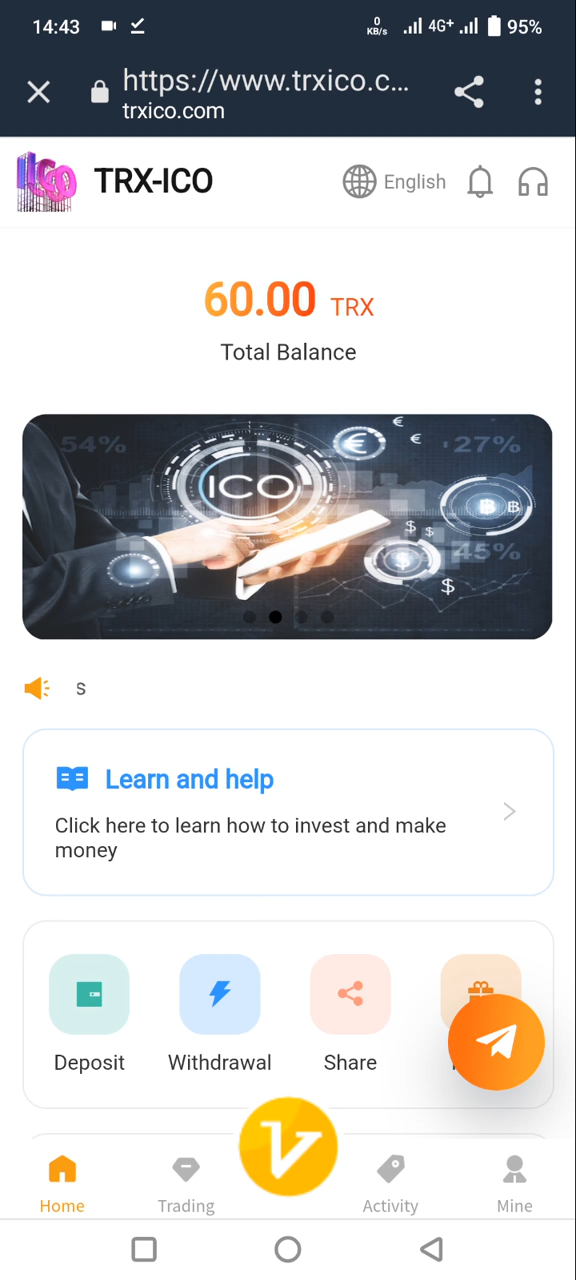 14:43
0 KB/s 4G+ 95%
https://www.trxico.c...
trxico.com
TRX-ICO
English
60.00 TRX
Total Balance
54%
27%
ICO
45%
s
Learn and help
Click here to learn how to invest and make
money
Deposit
Withdrawal
Share
Home
Trading
Activity
Mine